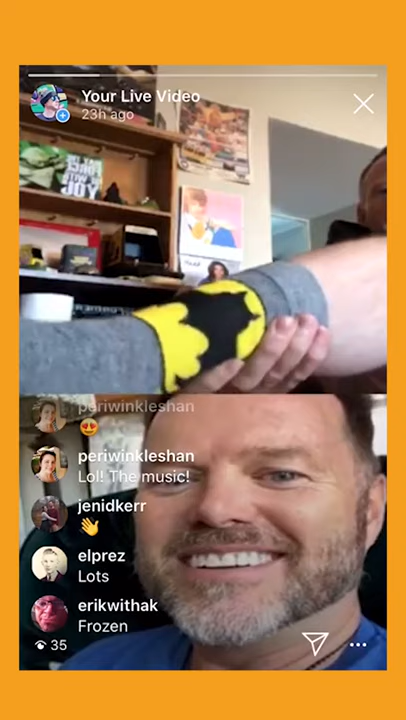 Your Live Video
23h ago
periwinkleshan
😍
periwinkleshan
Lol! The music!
jenidkerr
👋
elprez
Lots
erikwithak
Frozen
35